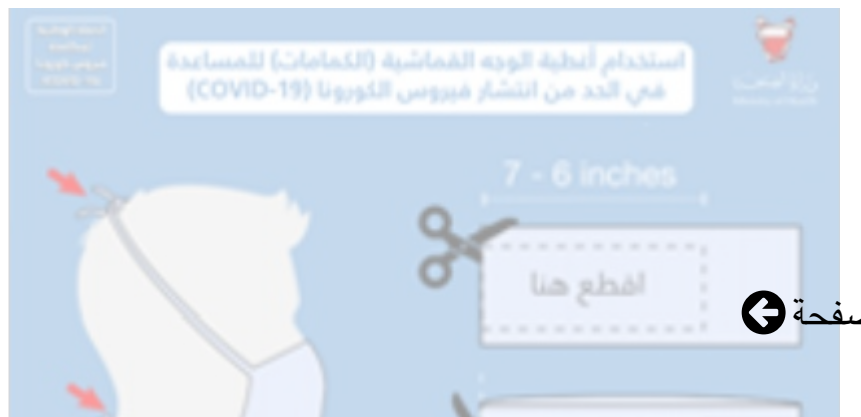 استخدام أغطية الوجه القماشية (الكمامات) للمساعدة
في الحد من انتشار فيروس الكورونا (COVID-19)
7 - 6 inches
اقطع هنا